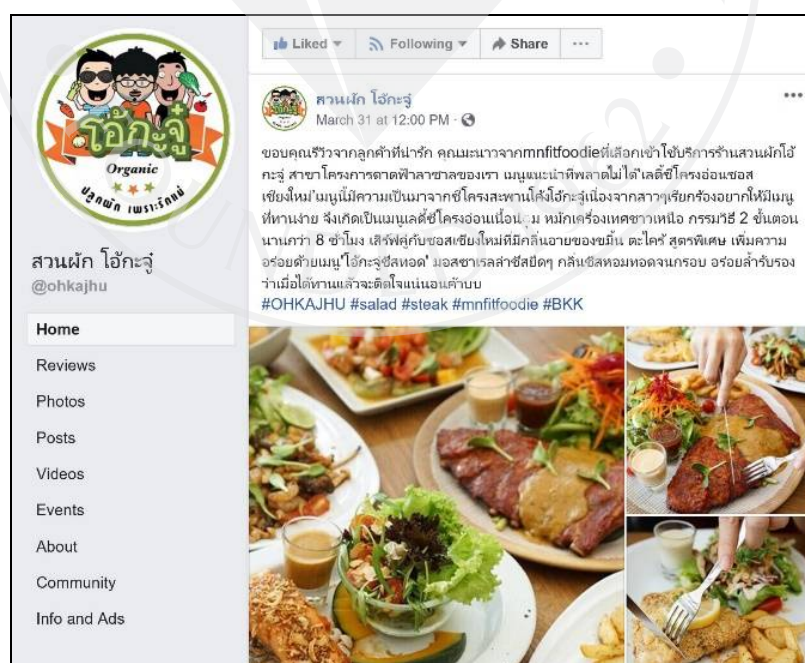 Liked
Following
Share
โอ้กะจู๋
Organic
ปลูกผัก เพราะรักแม่
สวนผัก โอ้กะจู๋
@ohkajhu
Home
Reviews
Photos
Posts
Videos
Events
About
Community
Info and Ads
สวนผัก โอ้กะจู๋
March 31 at 12:00 PM ·
ขอบคุณรีวิวจากลูกค้าที่น่ารัก คุณมะนาวจากmnfitfoodieที่เลือกเข้าใช้บริการร้านสวนผักโอ้
กะจู๋ สาขาโครงการดาดฟ้าลาซาลของเรา เมนูแนะนำที่พลาดไม่ได้'เลดี้ซี่โครงอ่อนซอส
เชียงใหม่'เมนูนี้มีความเป็นมาจากซี่โครงสะพานโค้งโอ้กะจู๋เนื่องจากสาวๆเรียกร้องอยากให้มีเมนู
ที่ทานง่าย จึงเกิดเป็นเมนูเลดี้ซี่โครงอ่อนเนื้อนุ่ม หมักเครื่องเทศชาวเหนือ กรรมวิธี 2 ขั้นตอน
นานกว่า 8 ชั่วโมง เสิร์ฟคู่กับซอสเชียงใหม่ที่มีกลิ่นอายของขมิ้น ตะไคร้ สูตรพิเศษ เพิ่มความ
อร่อยด้วยเมนู'โอ้กะจู๋ชีสทอด' มอสซาเรลล่าชีสยืดๆ กลิ่นชีสหอมทอดจนกรอบ อร่อยล้ำรับรอง
ว่าเมื่อได้ทานแล้วจะติดใจแน่นอนค้าบบ
#OHKAJHU #salad #steak #mnfitfoodie #BKK